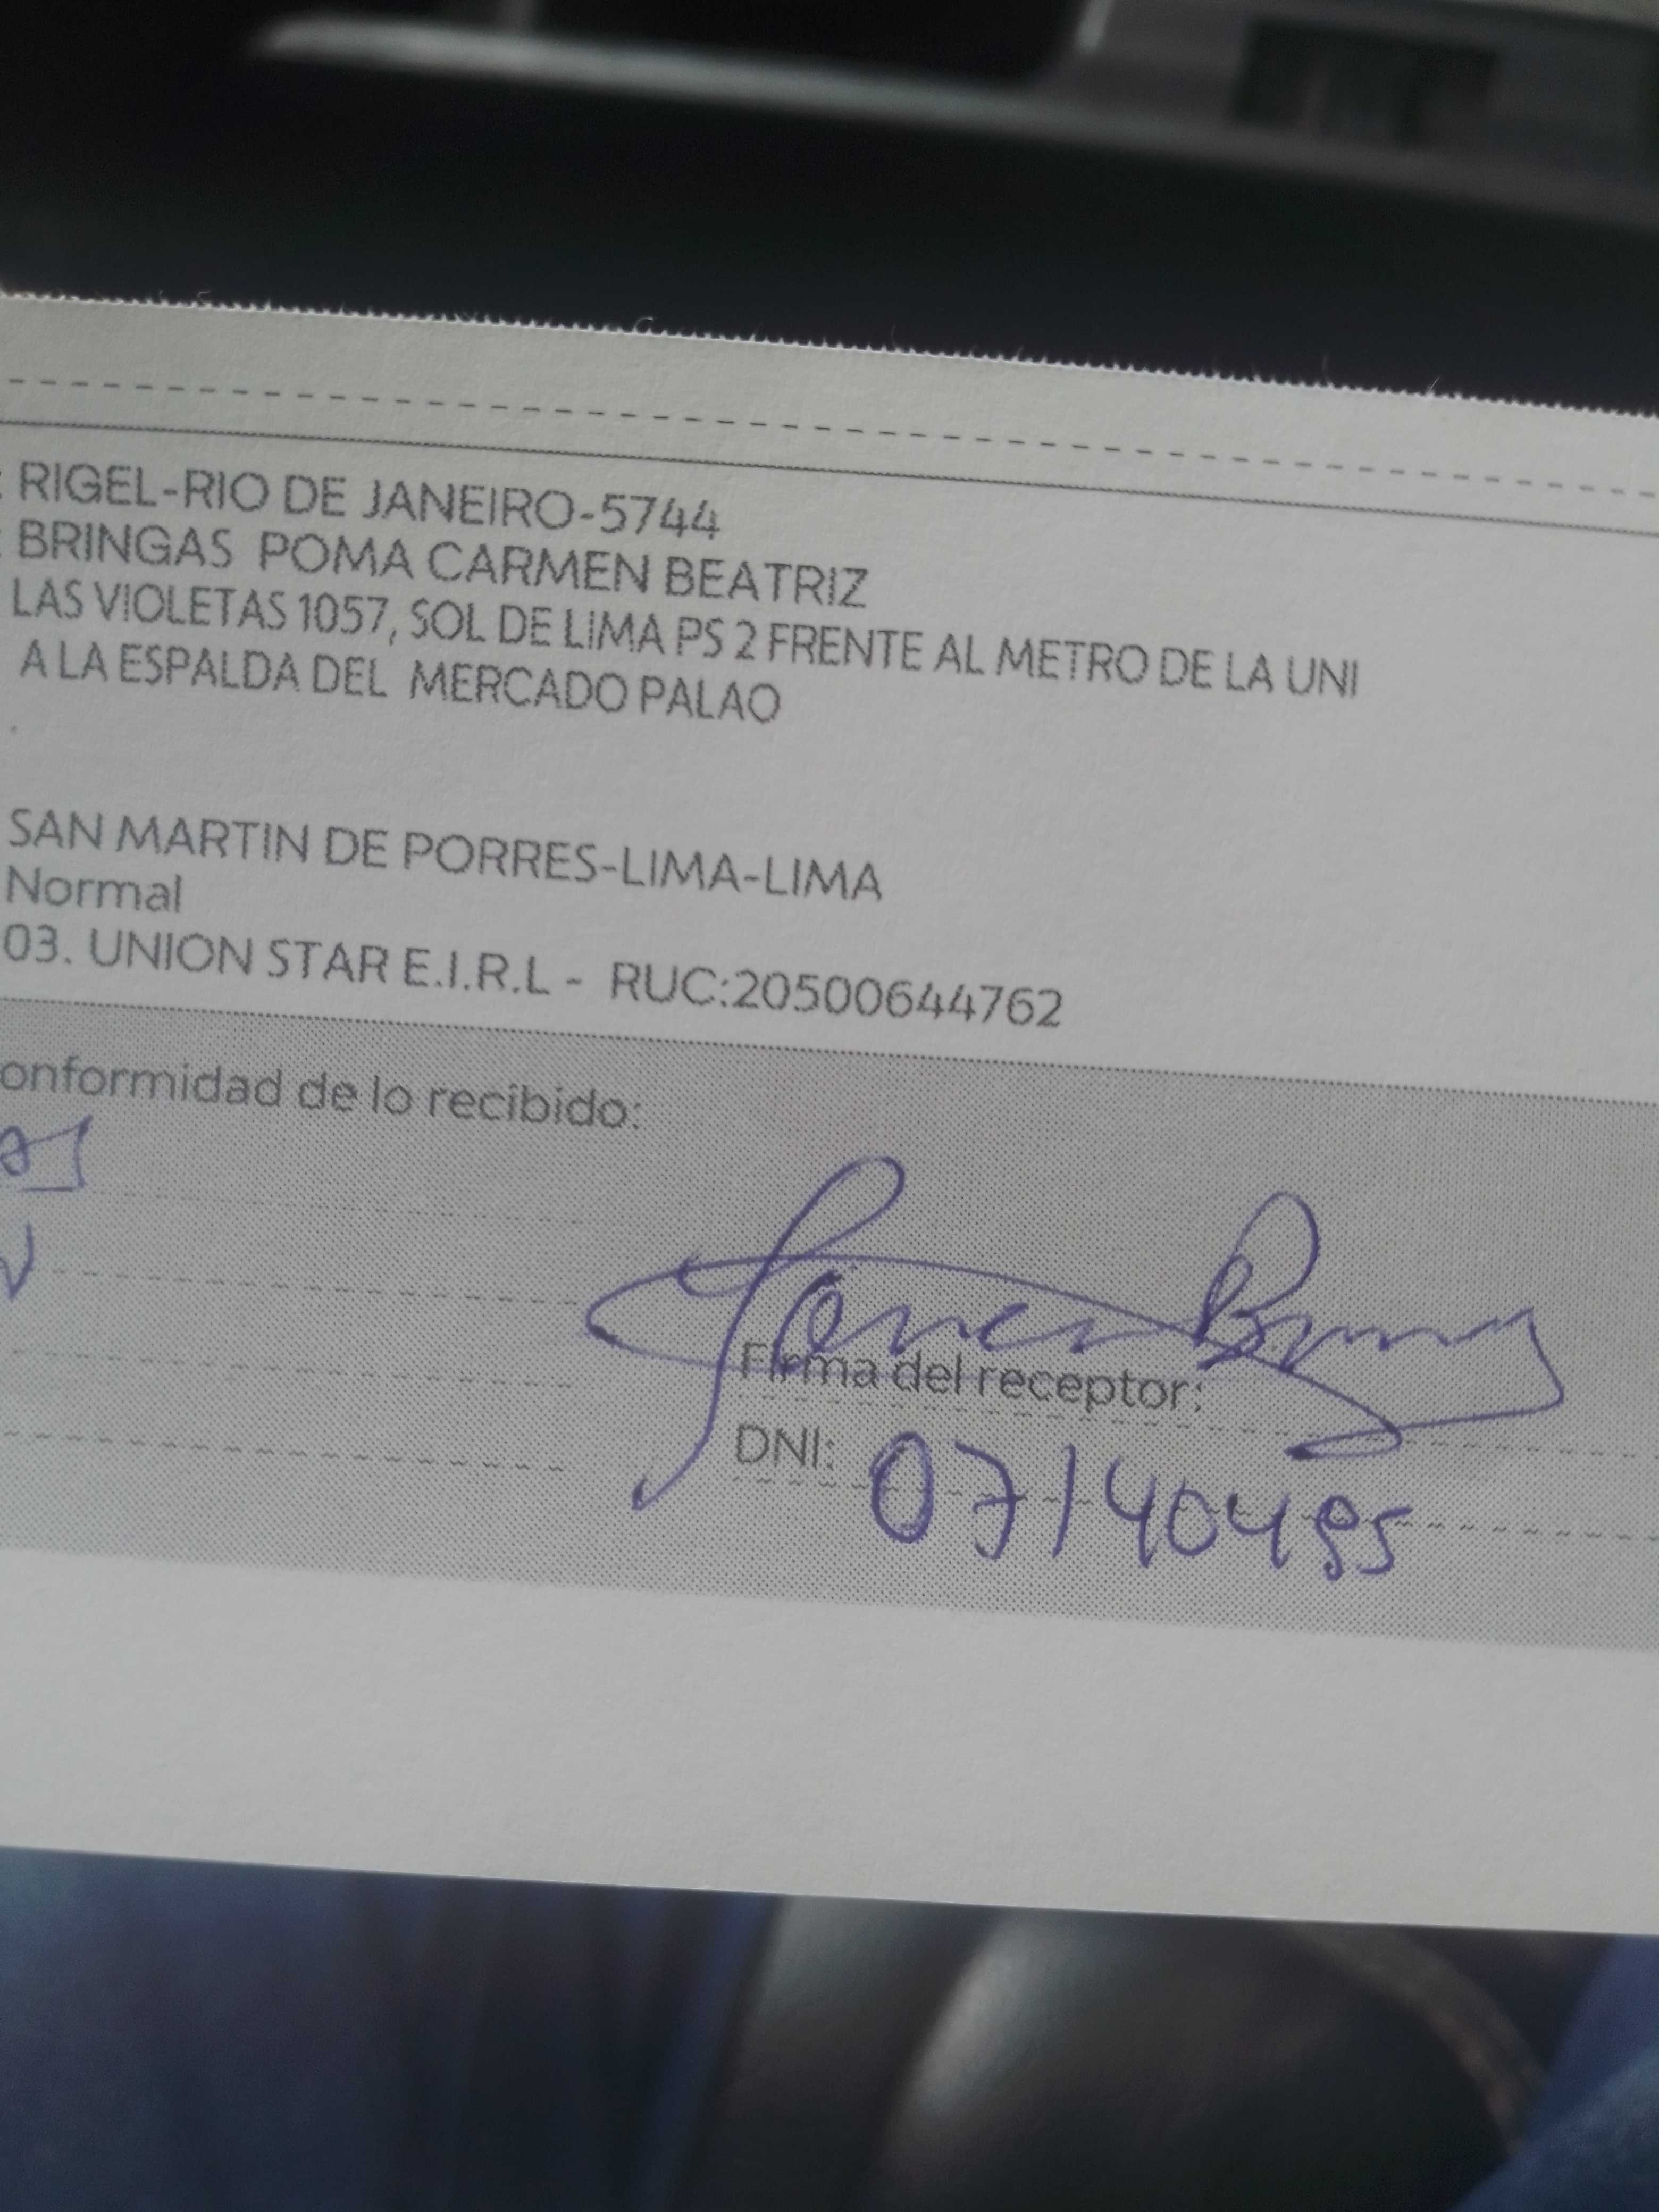 : RIGEL-RIO DE JANEIRO-5744
: BRINGAS POMA CARMEN BEATRIZ
LAS VIOLETAS 1057, SOL DE LIMA PS 2 FRENTE AL METRO DE LA UNI
A LA ESPALDA DEL MERCADO PALAO
SAN MARTIN DE PORRES-LIMA-LIMA
Normal
03. UNION STAR E.I.R.L - RUC:20500644762
onformidad de lo recibido:
Firma del receptor:
DNI: 07140495